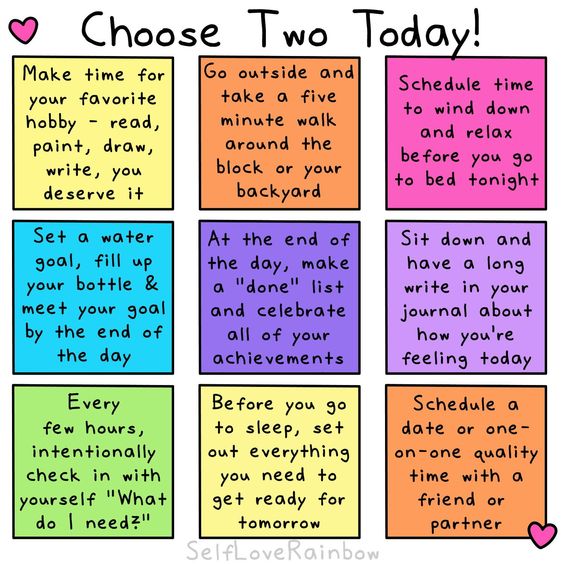 Choose Two Today!
Make time for
your favorite
hobby - read,
paint, draw,
write, you
deserve it
Go outside and
take a five
minute walk
around the
block or your
backyard
Schedule time
to wind down
and relax
before you go
to bed tonight
Set a water
goal, fill up
your bottle &
meet your goal
by the end of
the day
At the end of
the day, make
a "done" list
and celebrate
all of your
achievements
Sit down and
have a long
write in your
journal about
how you're
feeling today
Every
few hours,
intentionally
check in with
yourself "What
do I need?"
Before you go
to sleep, set
out everything
you need to
get ready for
tomorrow
Schedule a
date or one-
on-one quality
time with a
friend or
partner
SelfLoveRainbow